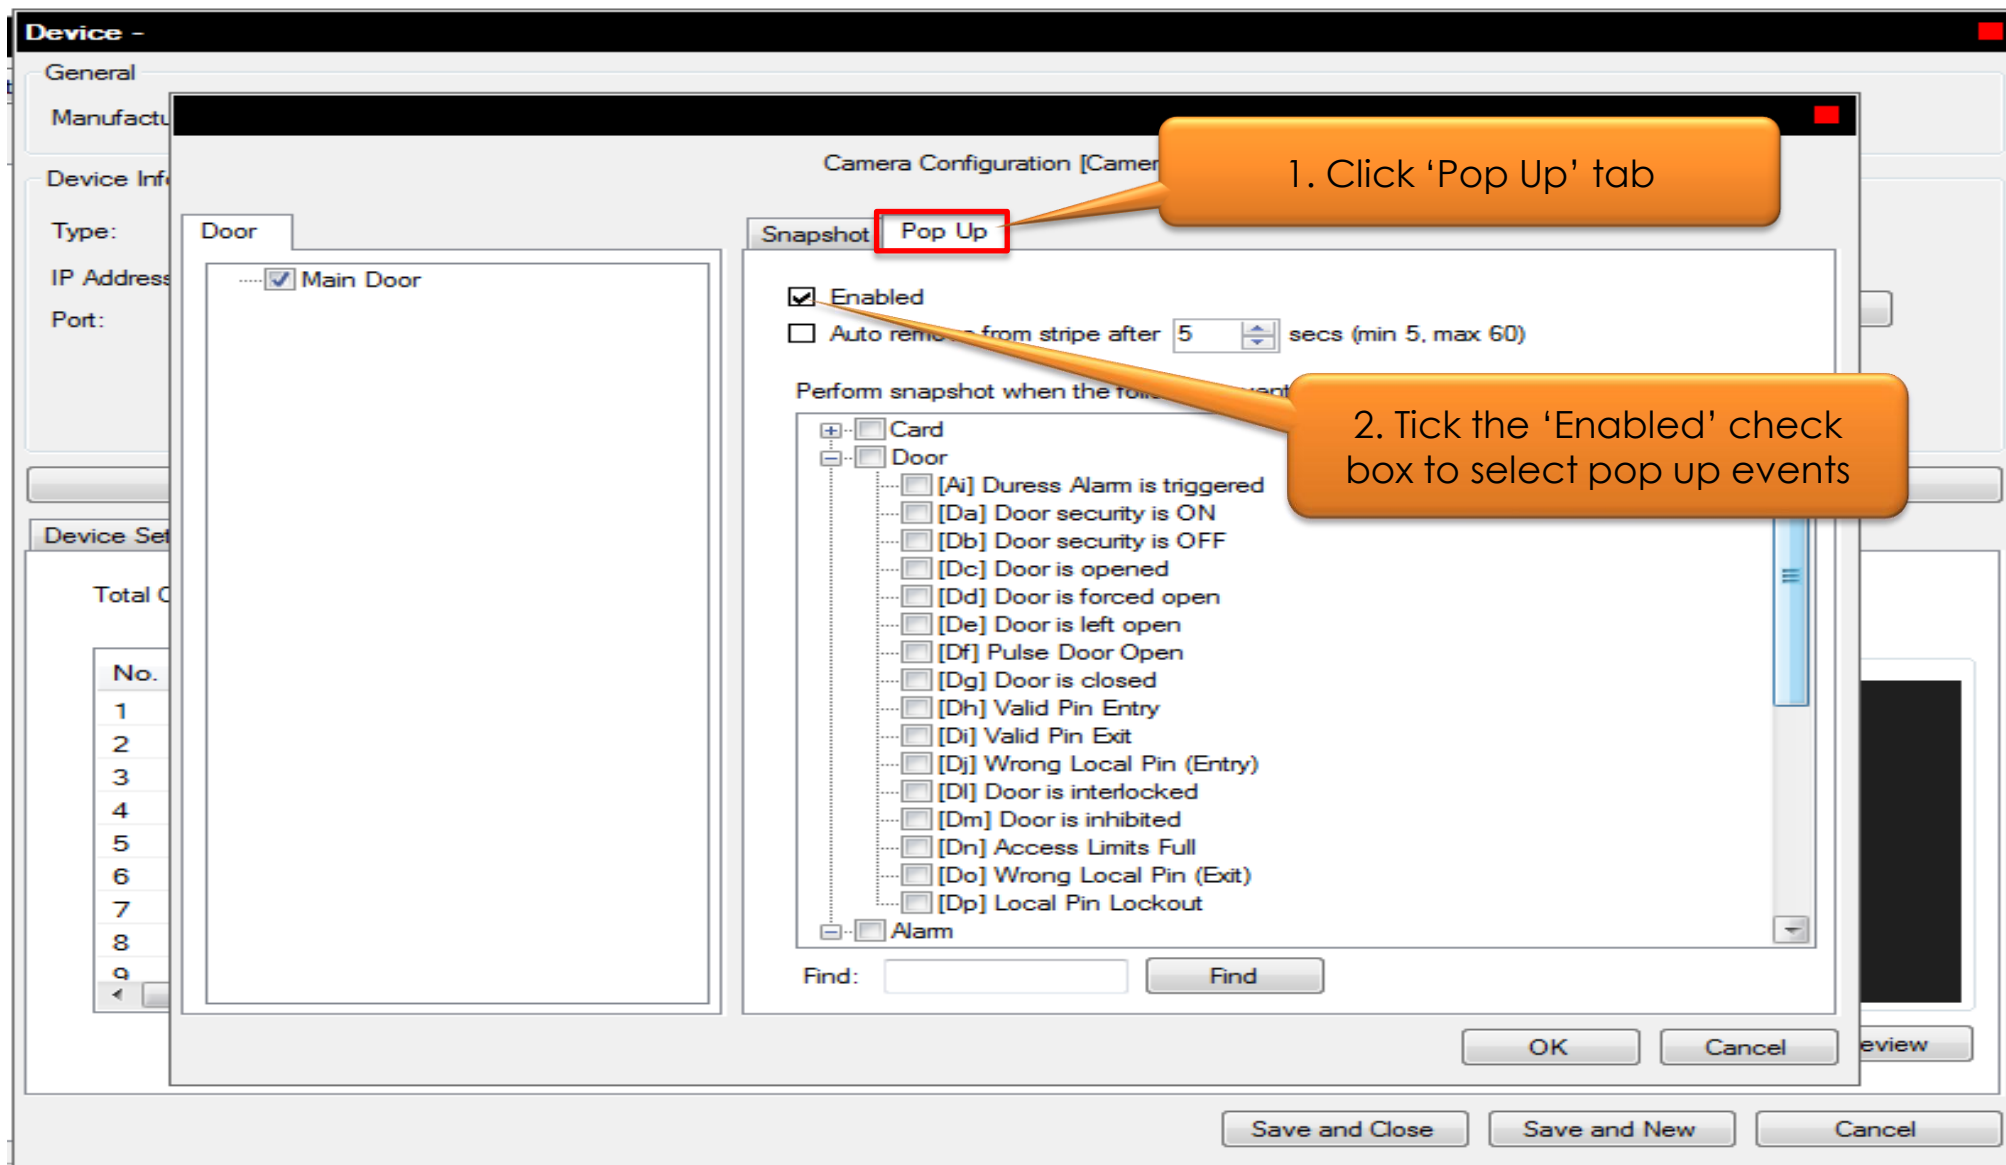 Device -
General
Manufactu
Camera Configuration [Camer
1. Click ‘Pop Up’ tab
Device Inf
Type:
Door
Snapshot
Pop Up
IP Address
Main Door
Enabled
Port:
Auto remove from stripe after 5 secs (min 5, max 60)
Perform snapshot when the
2. Tick the ‘Enabled’ check
box to select pop up events
Card
Door
[Ai] Duress Alarm is triggered
[Da] Door security is ON
[Db] Door security is OFF
[Dc] Door is opened
[Dd] Door is forced open
[De] Door is left open
[Df] Pulse Door Open
[Dg] Door is closed
[Dh] Valid Pin Entry
[Di] Valid Pin Exit
[Dj] Wrong Local Pin (Entry)
[Dl] Door is interlocked
[Dm] Door is inhibited
[Dn] Access Limits Full
[Do] Wrong Local Pin (Exit)
[Dp] Local Pin Lockout
Alarm
Device Set
Total C
No.
1
2
3
4
5
6
7
8
9
Find:
Find
OK
Cancel
eview
Save and Close
Save and New
Cancel